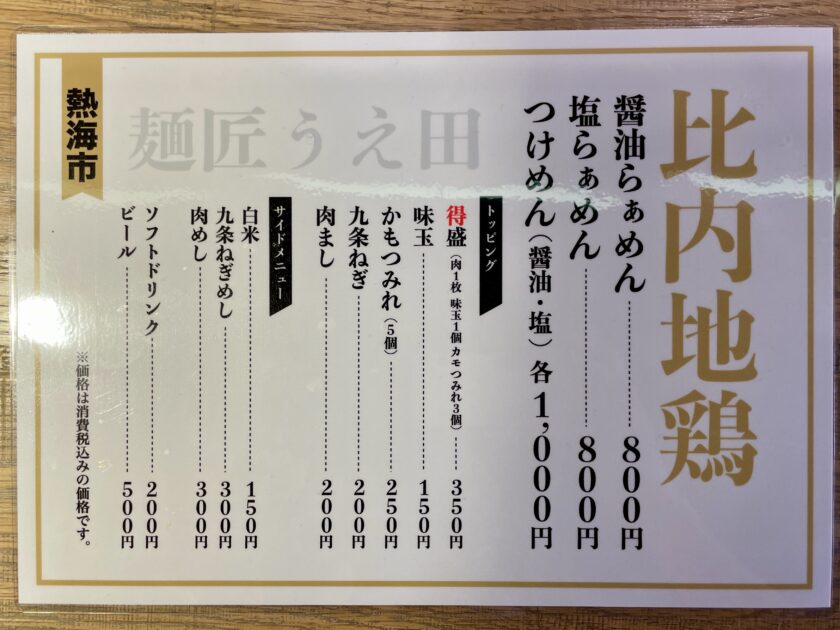 比内地鶏
醤油らぁめん 800円
塩らぁめん 800円
つけめん(醤油・塩) 各1,000円
トッピング
得盛(肉1枚 味玉1個 カモつみれ3個) 350円
味玉 150円
かもつみれ(5個) 250円
九条ねぎ 200円
肉まし 200円
サイドメニュー
白米 150円
九条ねぎめし 300円
肉めし 300円
ソフトドリンク 200円
ビール 500円
※価格は消費税込みの価格です。
熱海市
麺匠うえ田